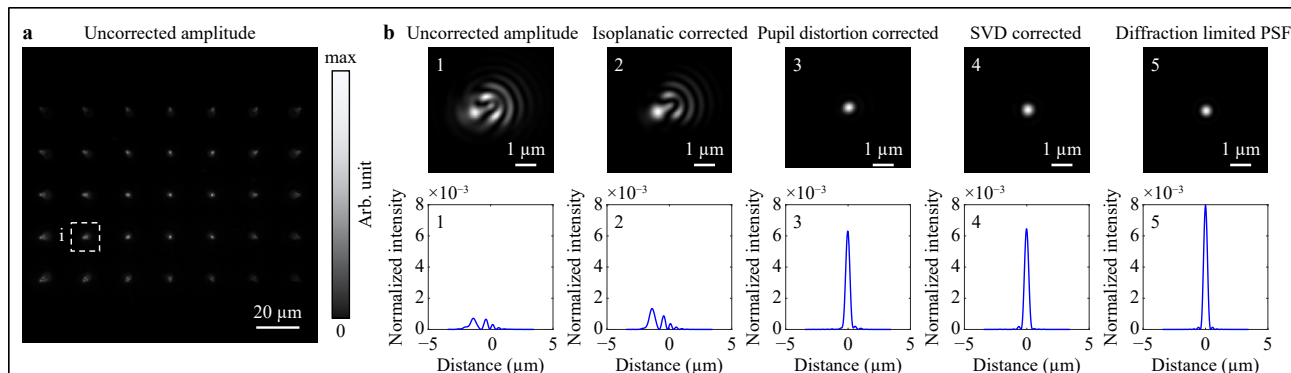 a
Uncorrected amplitude
max
Arb. unit
0
i
20 µm
b
Uncorrected amplitude
Isoplanatic corrected
Pupil distortion corrected
SVD corrected
Diffraction limited PSF
1
1 µm
2
1 µm
3
1 µm
4
1 µm
5
1 µm
×10⁻³
Normalized intensity
8
6
4
2
0
1
−5
0
5
Distance (µm)
×10⁻³
Normalized intensity
8
6
4
2
0
2
−5
0
5
Distance (µm)
×10⁻³
Normalized intensity
8
6
4
2
0
3
−5
0
5
Distance (µm)
×10⁻³
Normalized intensity
8
6
4
2
0
4
−5
0
5
Distance (µm)
×10⁻³
Normalized intensity
8
6
4
2
0
5
−5
0
5
Distance (µm)